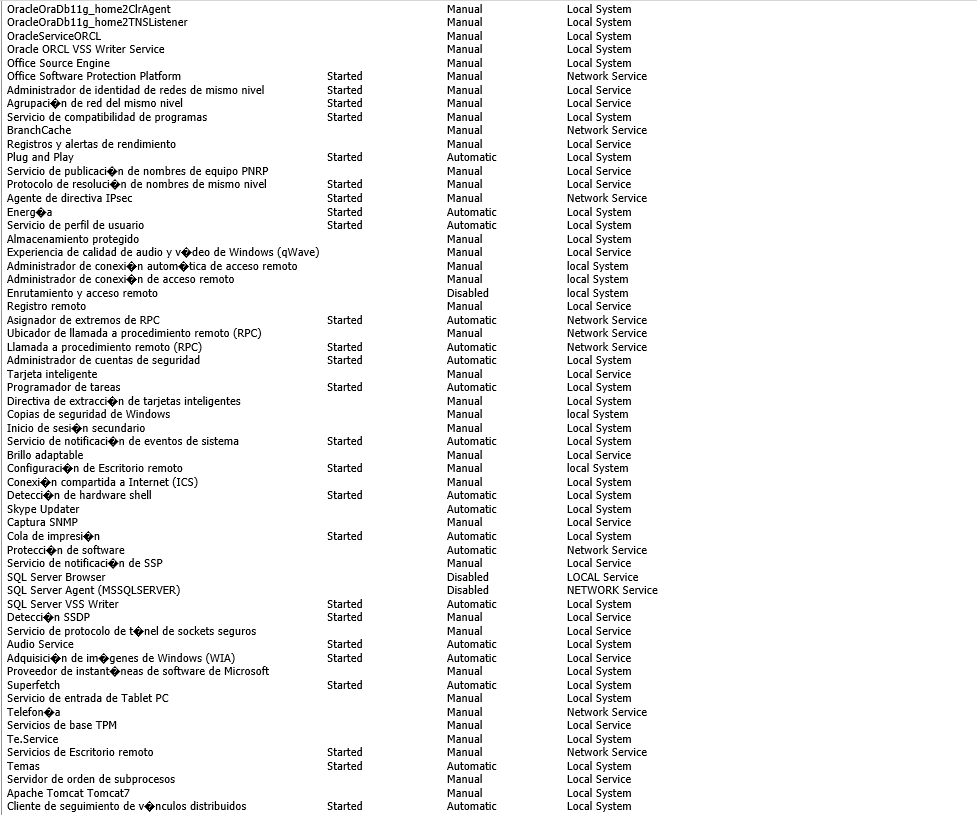 OracleOraDb11g_home2ClrAgent Manual Local System
OracleOraDb11g_home2TNSListener Manual Local System
OracleServiceORCL Manual Local System
Oracle ORCL VSS Writer Service Manual Local System
Office Source Engine Manual Local System
Office Software Protection Platform Started Manual Network Service
Administrador de identidad de redes de mismo nivel Started Manual Local Service
Agrupaci�n de red del mismo nivel Started Manual Local Service
Servicio de compatibilidad de programas Started Manual Local System
BranchCache Manual Network Service
Registros y alertas de rendimiento Manual Local Service
Plug and Play Started Automatic Local System
Servicio de publicaci�n de nombres de equipo PNRP Manual Local Service
Protocolo de resoluci�n de nombres de mismo nivel Started Manual Local Service
Agente de directiva IPsec Started Manual Network Service
Energ�a Started Automatic Local System
Servicio de perfil de usuario Started Automatic Local System
Almacenamiento protegido Manual Local System
Experiencia de calidad de audio y v�deo de Windows (qWave) Manual Local Service
Administrador de conexi�n autom�tica de acceso remoto Manual local System
Administrador de conexi�n de acceso remoto Manual local System
Enrutamiento y acceso remoto Disabled local System
Registro remoto Manual Local Service
Asignador de extremos de RPC Started Automatic Network Service
Ubicador de llamada a procedimiento remoto (RPC) Manual Network Service
Llamada a procedimiento remoto (RPC) Started Automatic Network Service
Administrador de cuentas de seguridad Started Automatic Local System
Tarjeta inteligente Manual Local Service
Programador de tareas Started Automatic Local System
Directiva de extracci�n de tarjetas inteligentes Manual Local System
Copias de seguridad de Windows Manual local System
Inicio de sesi�n secundario Manual Local System
Servicio de notificaci�n de eventos de sistema Started Automatic Local System
Brillo adaptable Manual Local Service
Configuraci�n de Escritorio remoto Started Manual local System
Conexi�n compartida a Internet (ICS) Manual Local System
Detecci�n de hardware shell Started Automatic Local System
Skype Updater Automatic Local System
Captura SNMP Manual Local Service
Cola de impresi�n Started Automatic Local System
Protecci�n de software Automatic Network Service
Servicio de notificaci�n de SSP Manual Local Service
SQL Server Browser Disabled LOCAL Service
SQL Server Agent (MSSQLSERVER) Disabled NETWORK Service
SQL Server VSS Writer Started Automatic Local System
Detecci�n SSDP Started Manual Local Service
Servicio de protocolo de t�nel de sockets seguros Manual Local Service
Audio Service Started Automatic Local System
Adquisici�n de im�genes de Windows (WIA) Started Automatic Local Service
Proveedor de instant�neas de software de Microsoft Manual Local System
Superfetch Started Automatic Local System
Servicio de entrada de Tablet PC Manual Local System
Telefon�a Manual Network Service
Servicios de base TPM Manual Local Service
Te.Service Manual Local System
Servicios de Escritorio remoto Started Manual Network Service
Temas Started Automatic Local System
Servidor de orden de subprocesos Manual Local Service
Apache Tomcat Tomcat7 Manual Local System
Cliente de seguimiento de v�nculos distribuidos Started Automatic Local System